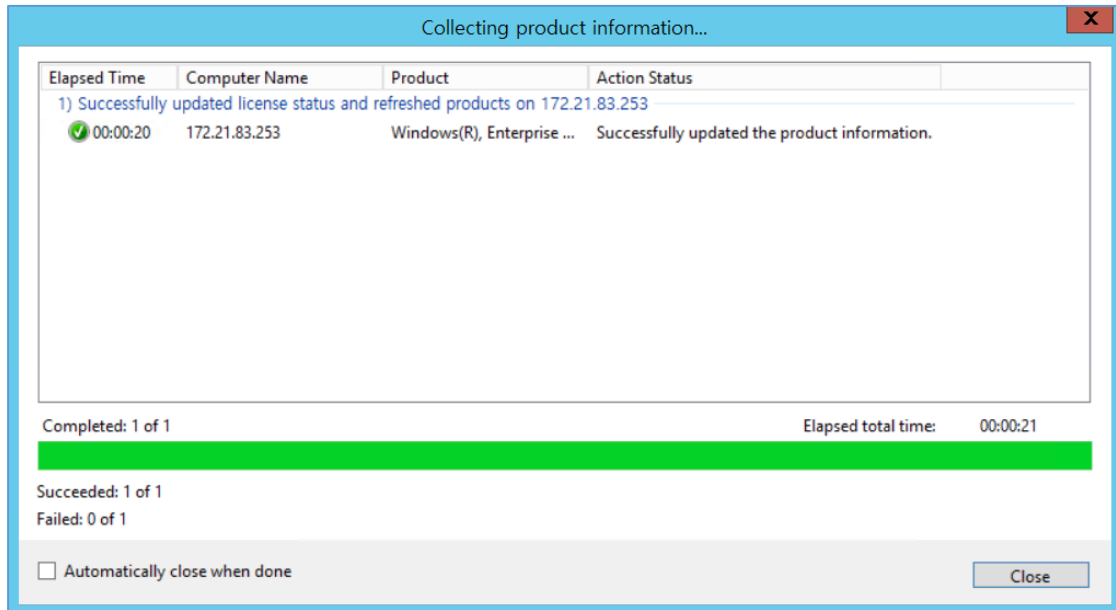 Collecting product information...
X
Elapsed Time Computer Name Product Action Status
1) Successfully updated license status and refreshed products on 172.21.83.253
00:00:20 172.21.83.253 Windows(R), Enterprise ... Successfully updated the product information.
Completed: 1 of 1 Elapsed total time: 00:00:21
Succeeded: 1 of 1
Failed: 0 of 1
Automatically close when done Close